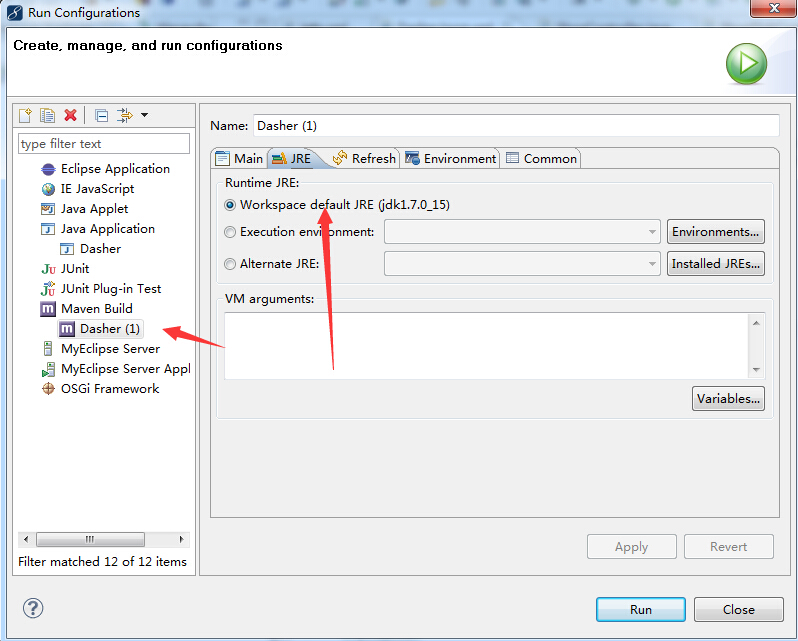 Run Configurations
Create, manage, and run configurations
type filter text
Eclipse Application
IE JavaScript
Java Applet
Java Application
Dasher
JUnit
JUnit Plug-in Test
Maven Build
Dasher (1)
MyEclipse Server
MyEclipse Server Appl
OSGi Framework
Filter matched 12 of 12 items
Name: Dasher (1)
Main JRE Refresh Environment Common
Runtime JRE:
Workspace default JRE (jdk1.7.0_15)
Execution environment: Environments...
Alternate JRE: Installed JREs...
VM arguments:
Variables...
Apply Revert
Run Close